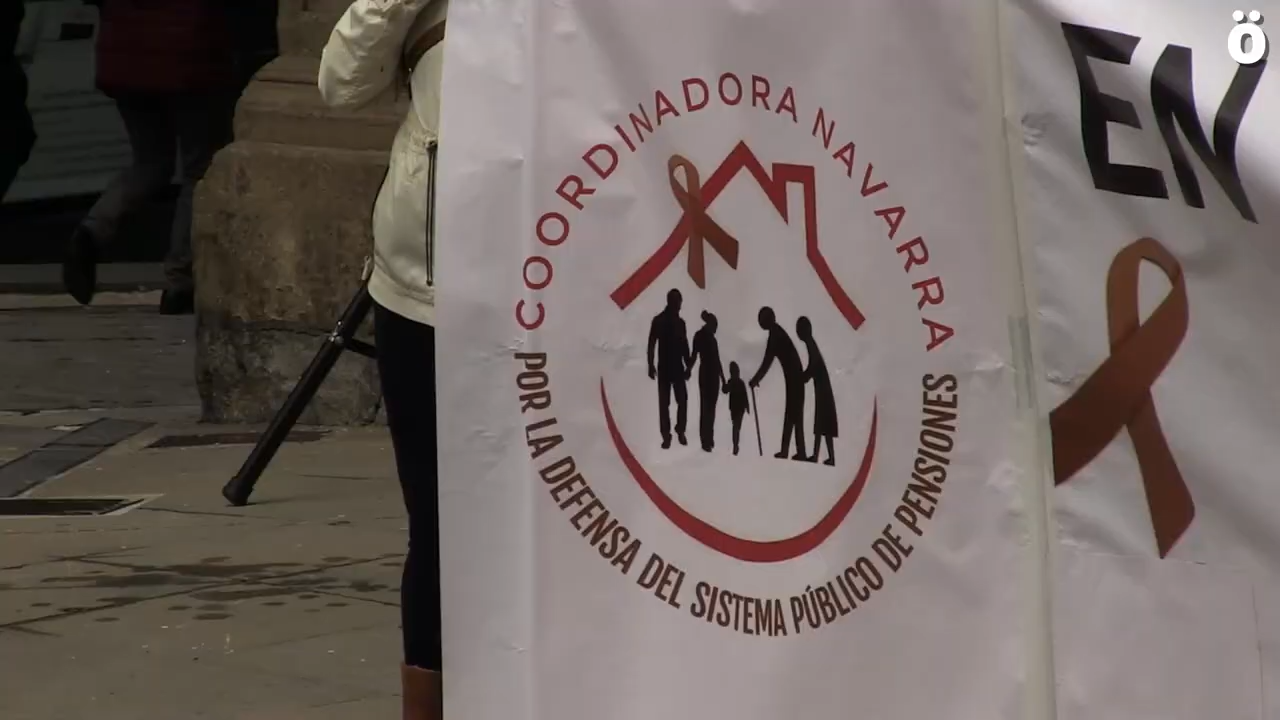 COORDINADORA NAVARRA
POR LA DEFENSA DEL SISTEMA PÚBLICO DE PENSIONES
EN
ö